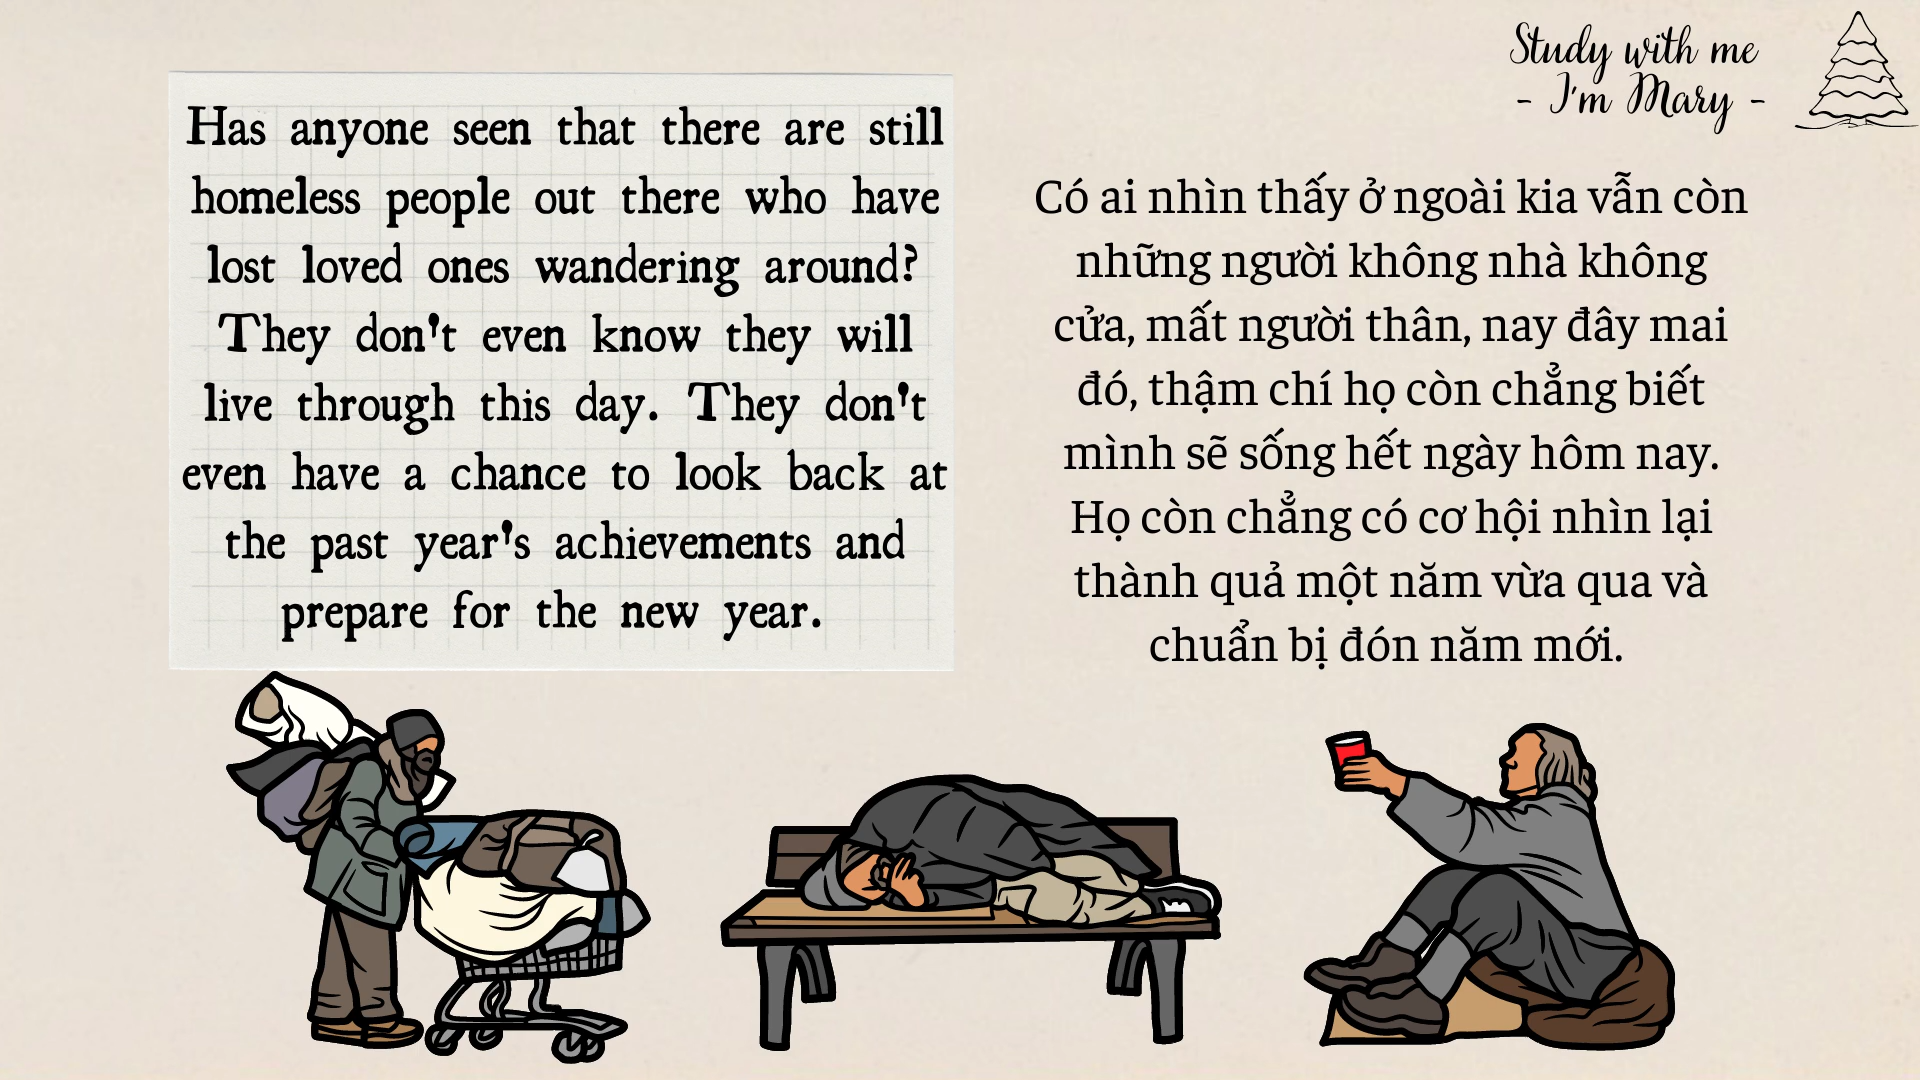 Study with me
- I'm Mary -
Has anyone seen that there are still
homeless people out there who have
lost loved ones wandering around?
They don't even know they will
live through this day. They don't
even have a chance to look back at
the past year's achievements and
prepare for the new year.
Có ai nhìn thấy ở ngoài kia vẫn còn
những người không nhà không
cửa, mất người thân, nay đây mai
đó, thậm chí họ còn chẳng biết
mình sẽ sống hết ngày hôm nay.
Họ còn chẳng có cơ hội nhìn lại
thành quả một năm vừa qua và
chuẩn bị đón năm mới.